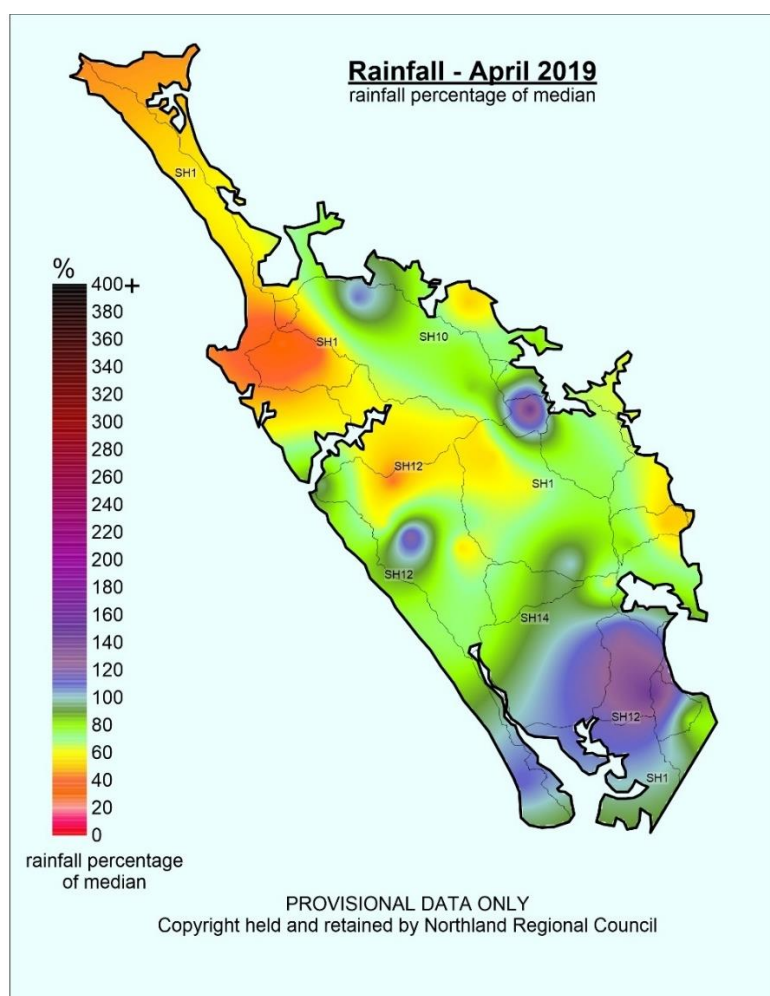 Rainfall - April 2019
rainfall percentage of median
SH1
%
400+
380
360
340
320
300
280
260
240
220
200
180
160
140
120
100
80
60
40
20
0
SH10
SH1
SH12
SH1
SH12
SH14
SH12
SH1
rainfall percentage
of median
PROVISIONAL DATA ONLY
Copyright held and retained by Northland Regional Council